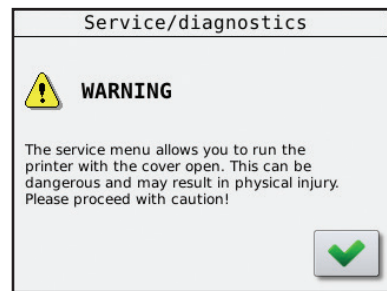 Service/diagnostics
WARNING
The service menu allows you to run the
printer with the cover open. This can be
dangerous and may result in physical injury.
Please proceed with caution!